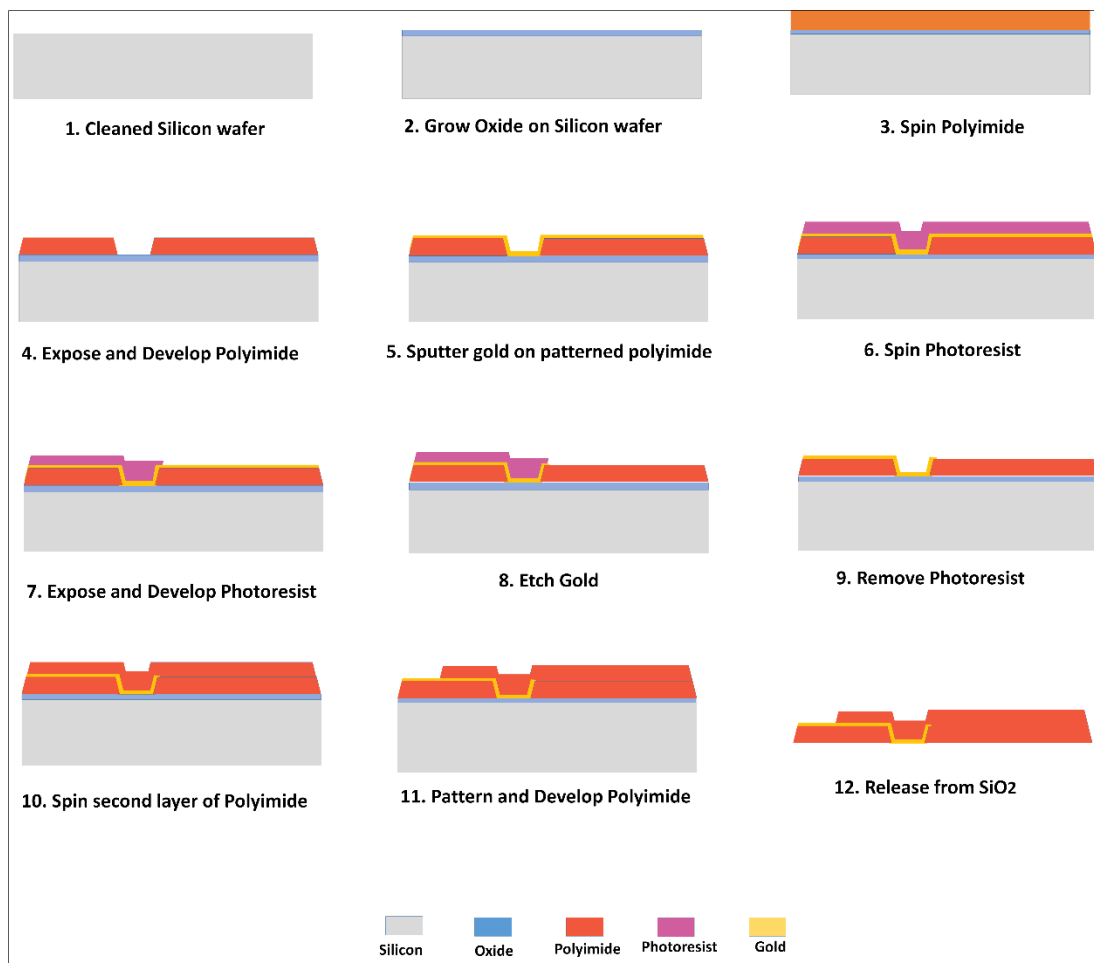 1. Cleaned Silicon wafer
2. Grow Oxide on Silicon wafer
3. Spin Polyimide
4. Expose and Develop Polyimide
5. Sputter gold on patterned polyimide
6. Spin Photoresist
7. Expose and Develop Photoresist
8. Etch Gold
9. Remove Photoresist
10. Spin second layer of Polyimide
11. Pattern and Develop Polyimide
12. Release from SiO2
Silicon
Oxide
Polyimide
Photoresist
Gold